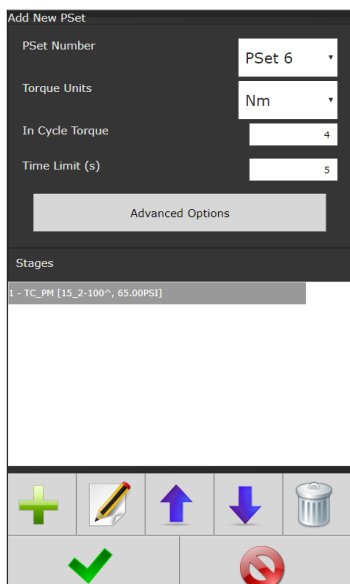 Add New PSet
PSet Number
PSet 6
Torque Units
Nm
In Cycle Torque
4
Time Limit (s)
5
Advanced Options
Stages
1 - TC_PM [15_2-100^, 65.00PSI]